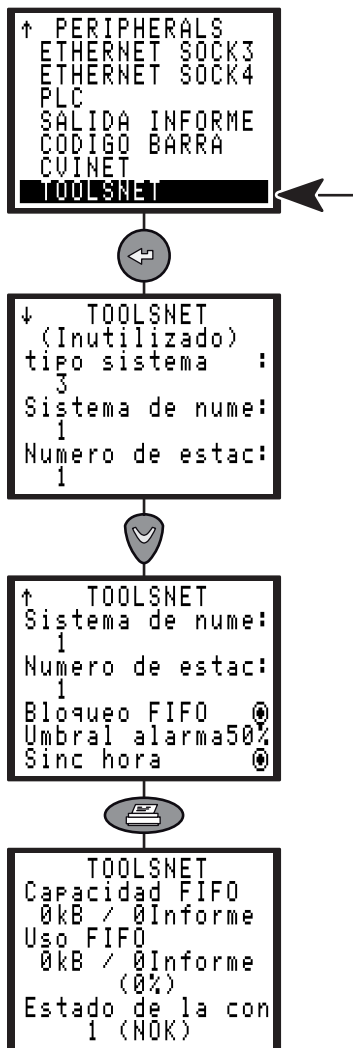 ↑ PERIPHERALS
ETHERNET SOCK3
ETHERNET SOCK4
PLC
SALIDA INFORME
CODIGO BARRA
CVINET
TOOLSNET
↓ TOOLSNET
(Inutilizado)
tipo sistema :
3
Sistema de nume:
1
Numero de estac:
1
↑ TOOLSNET
Sistema de nume:
1
Numero de estac:
1
Bloqueo FIFO
Umbral alarma50%
Sinc hora
TOOLSNET
Capacidad FIFO
0kB / 0Informe
Uso FIFO
0kB / 0Informe
(0%)
Estado de la con
1 (NOK)